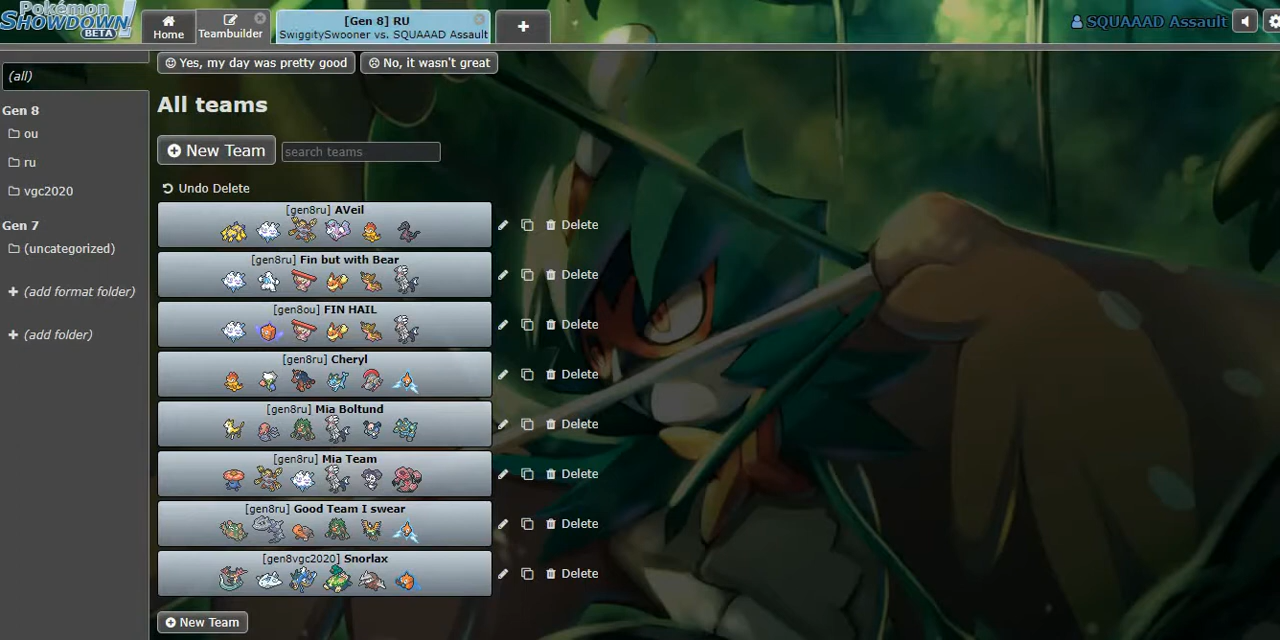 Pokémon
SHOWDOWN!
BETA
Home
Teambuilder
[Gen 8] RU
SwiggitySwooner vs. SQUAAAD Assault
SQUAAAD Assault
(all)
Gen 8
ou
ru
vgc2020
Gen 7
(uncategorized)
(add format folder)
(add folder)
Yes, my day was pretty good
No, it wasn't great
All teams
New Team
search teams
Undo Delete
[gen8ru] AVeil
Delete
[gen8ru] Fin but with Bear
Delete
[gen8ou] FIN HAIL
Delete
[gen8ru] Cheryl
Delete
[gen8ru] Mia Boltund
Delete
[gen8ru] Mia Team
Delete
[gen8ru] Good Team I swear
Delete
[gen8vgc2020] Snorlax
Delete
New Team